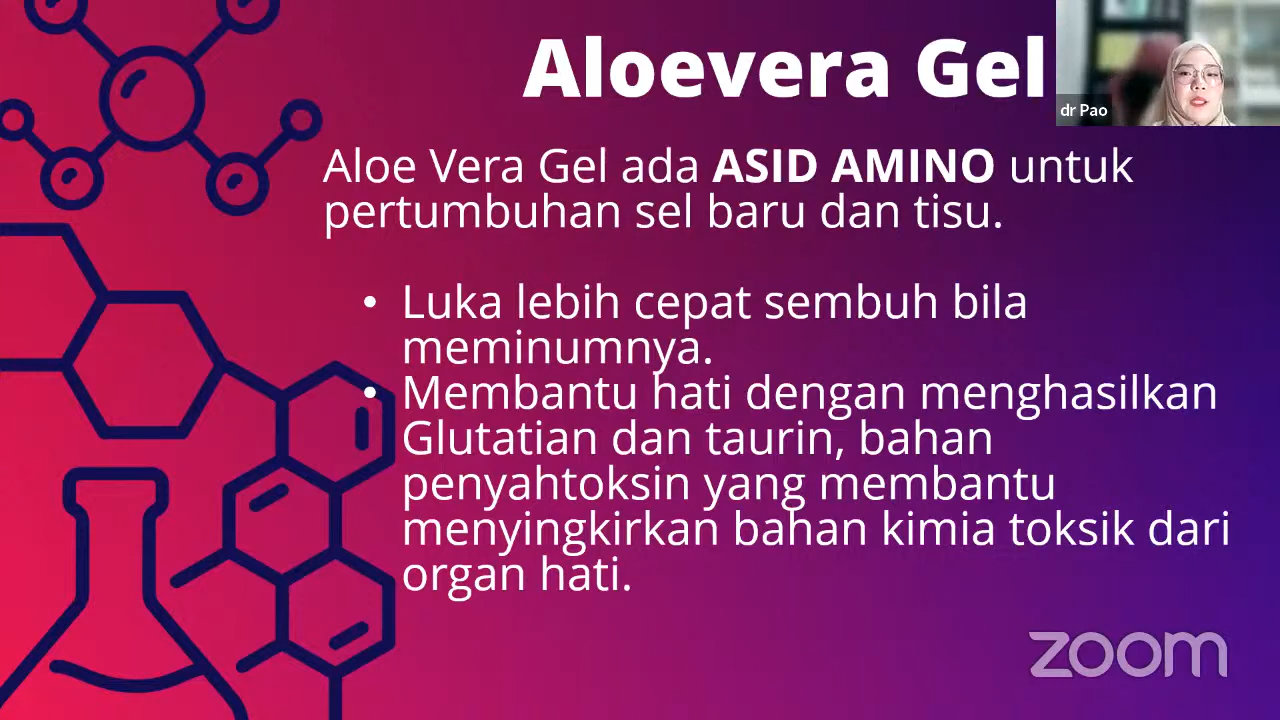 Aloevera Gel
dr Pao
Aloe Vera Gel ada ASID AMINO untuk
pertumbuhan sel baru dan tisu.
• Luka lebih cepat sembuh bila
meminumnya.
• Membantu hati dengan menghasilkan
Glutatian dan taurin, bahan
penyahtoksin yang membantu
menyingkirkan bahan kimia toksik dari
organ hati.
zoom